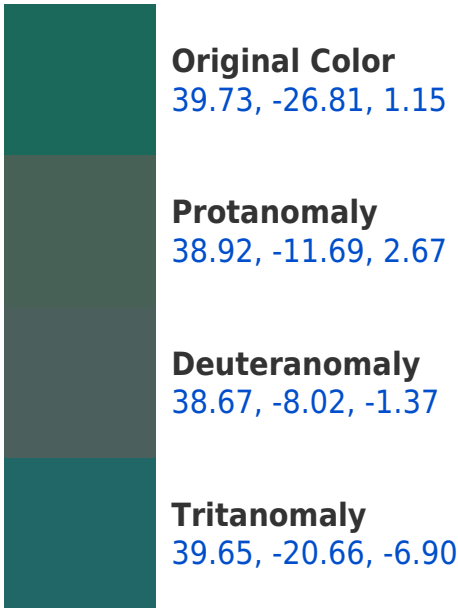 Original Color
39.73, -26.81, 1.15
Protanomaly
38.92, -11.69, 2.67
Deuteranomaly
38.67, -8.02, -1.37
Tritanomaly
39.65, -20.66, -6.90